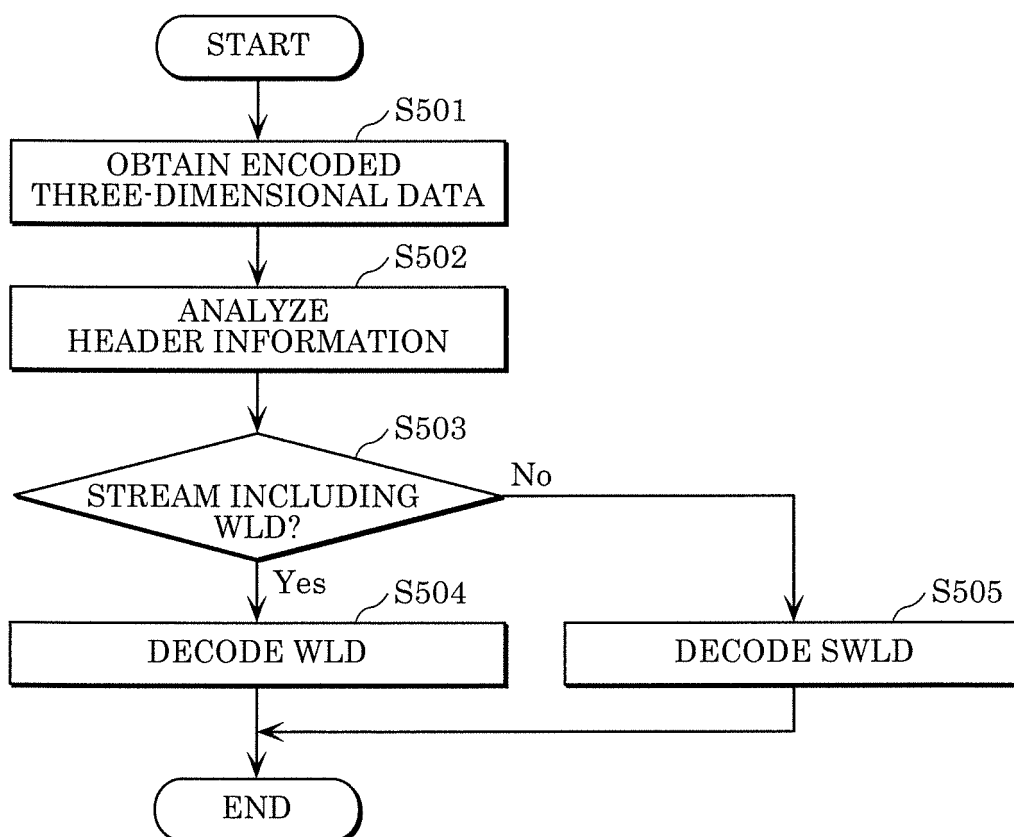 START
S501
OBTAIN ENCODED
THREE-DIMENSIONAL DATA
S502
ANALYZE
HEADER INFORMATION
S503
STREAM INCLUDING
WLD?
No
Yes
S504
DECODE WLD
S505
DECODE SWLD
END